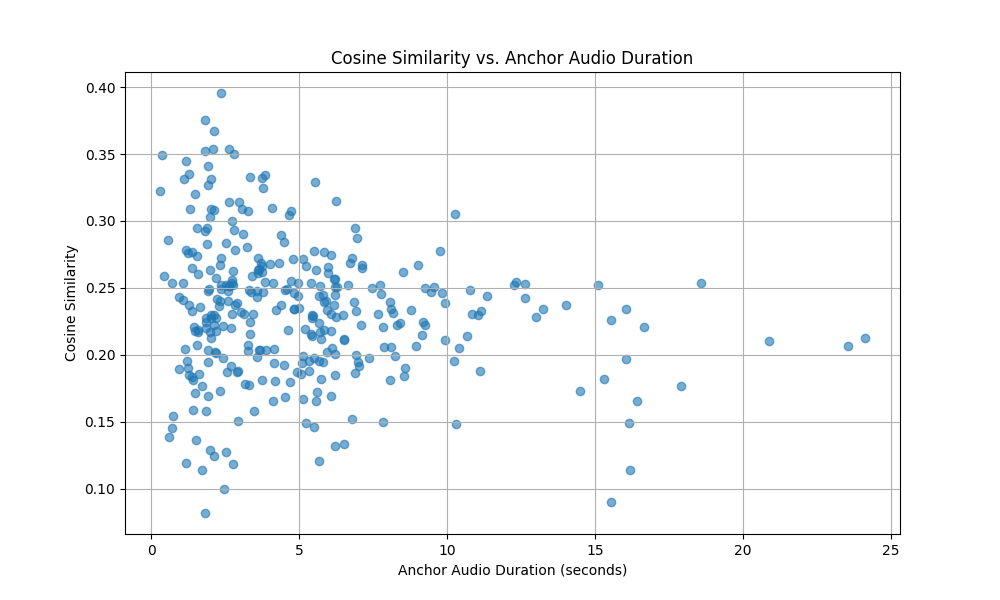 Cosine Similarity vs. Anchor Audio Duration
0.40
0.35
0.30
0.25
0.20
0.15
0.10
Cosine Similarity
0 5 10 15 20 25
Anchor Audio Duration (seconds)